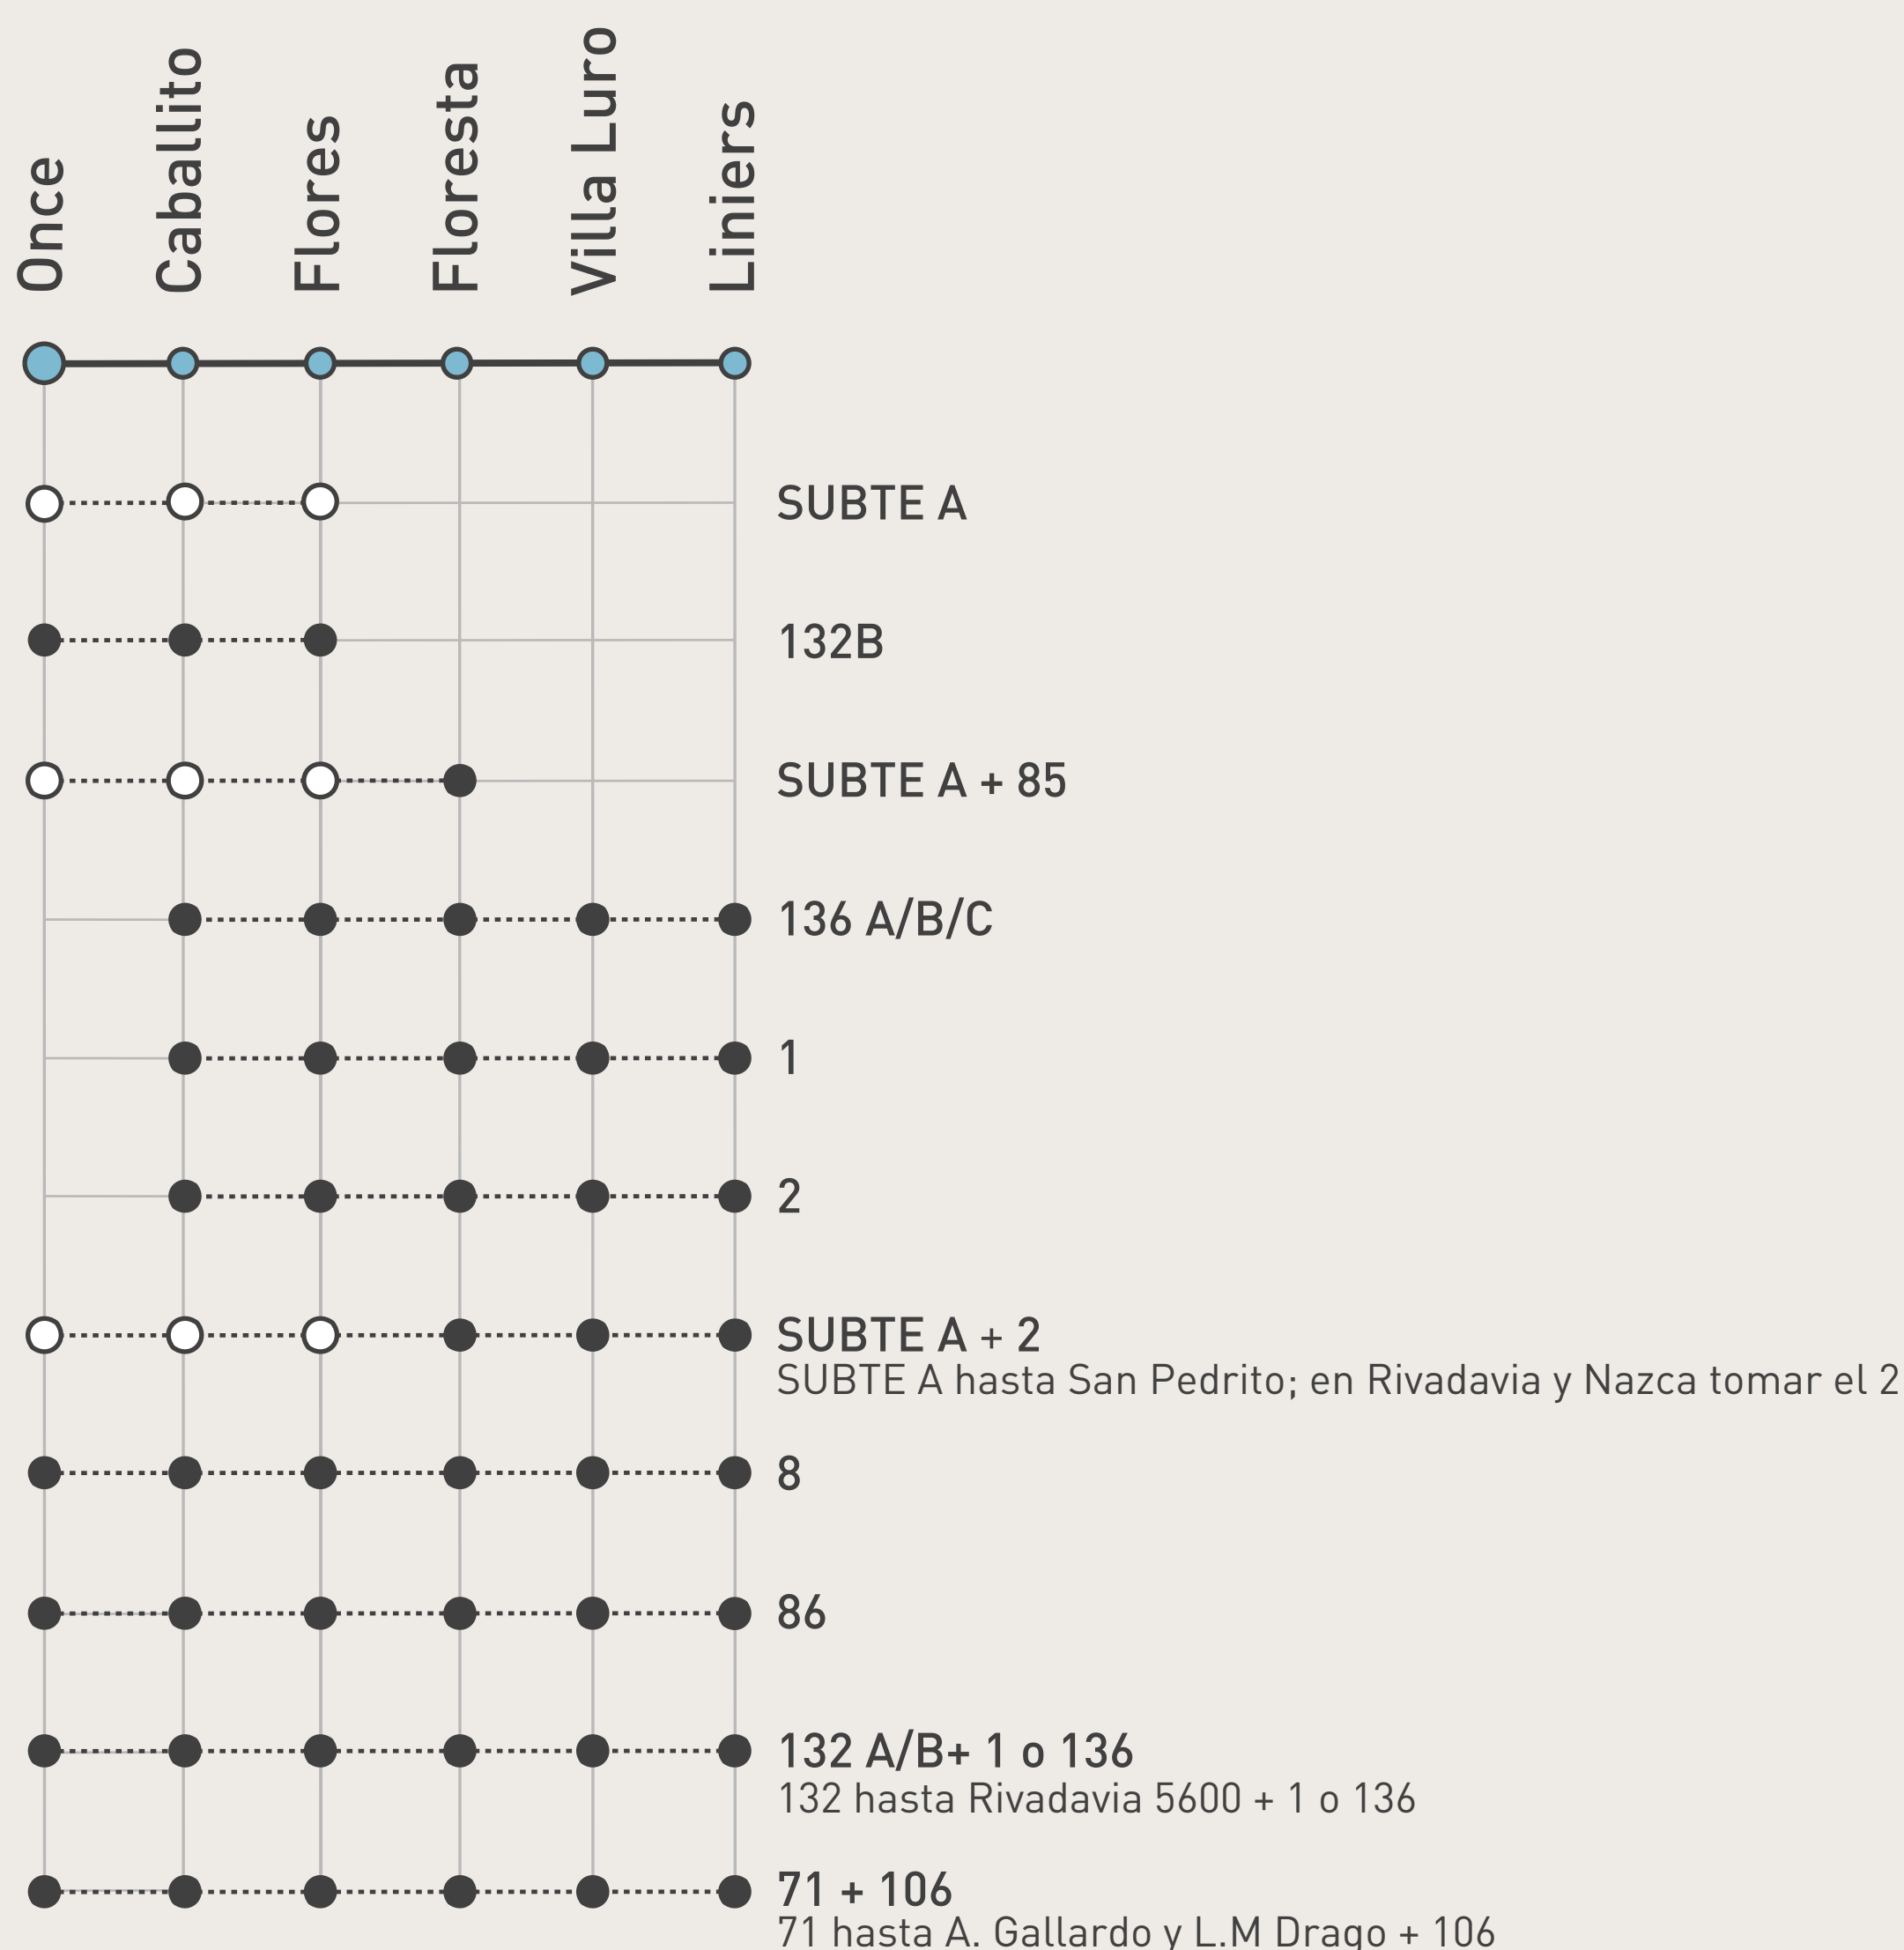 Once
Caballito
Flores
Floresta
Villa Luro
Liniers
SUBTE A
132B
SUBTE A + 85
136 A/B/C
1
2
SUBTE A + 2
SUBTE A hasta San Pedrito; en Rivadavia y Nazca tomar el 2
8
86
132 A/B+ 1 o 136
132 hasta Rivadavia 5600 + 1 o 136
71 + 106
71 hasta A. Gallardo y L.M Drago + 106